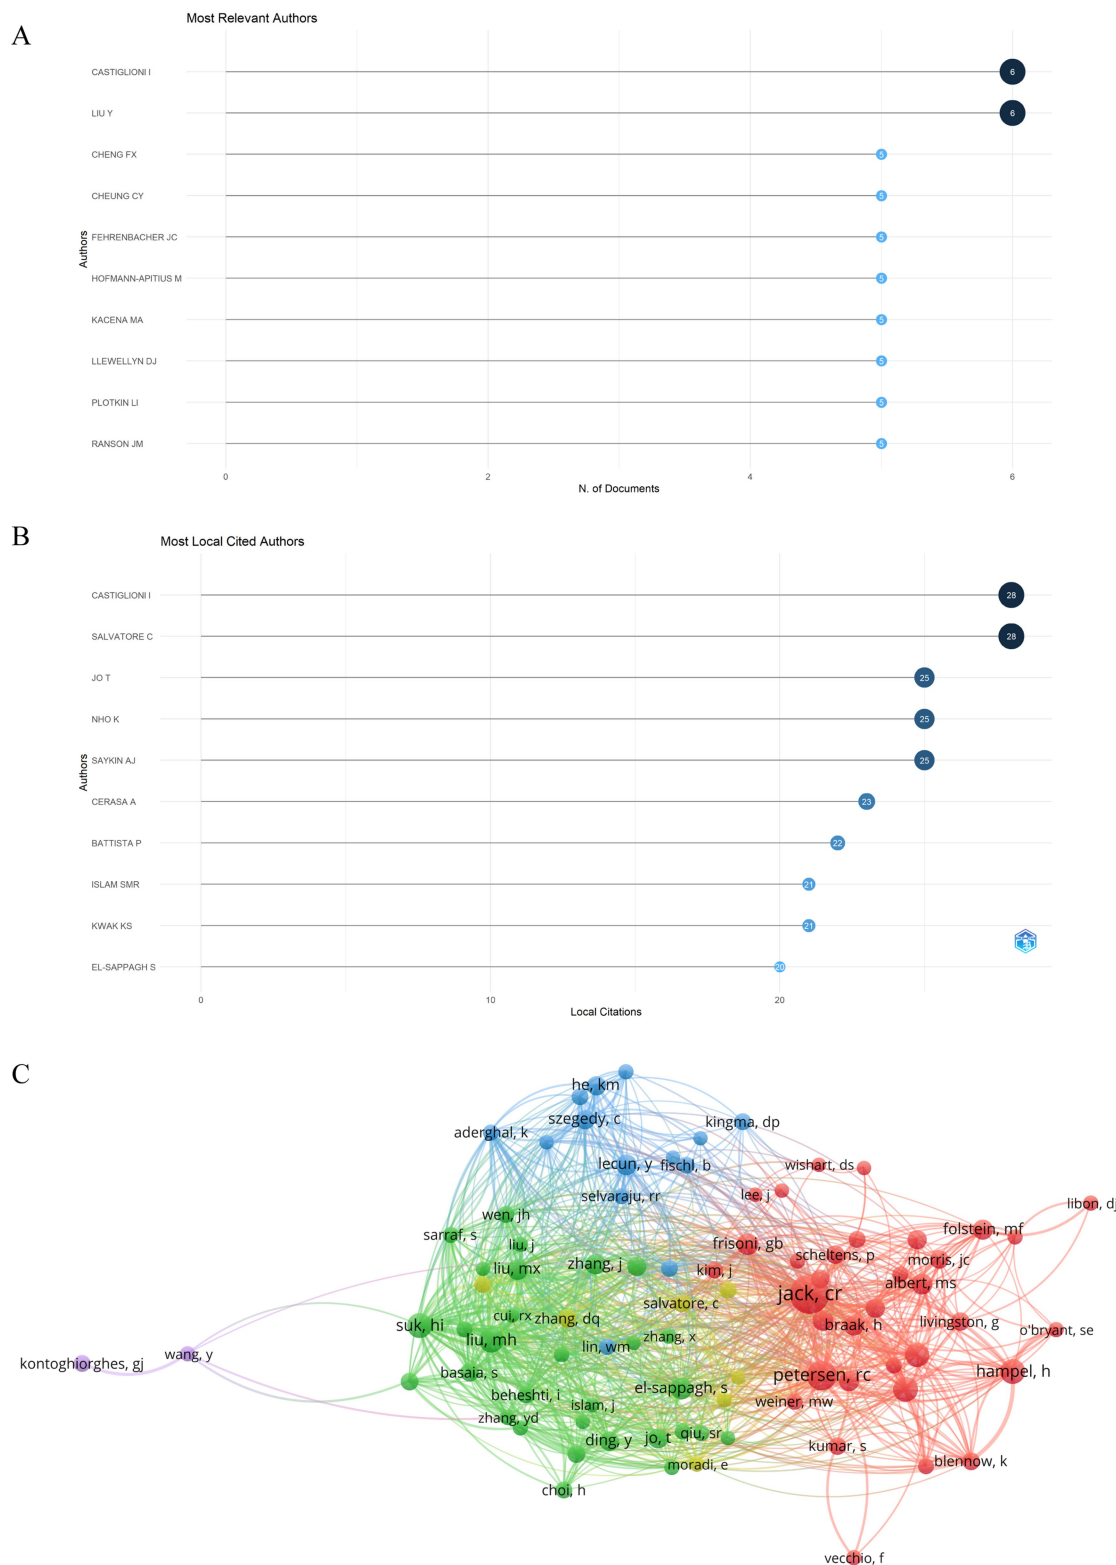 A
Most Relevant Authors
Authors
CASTIGLIONI I
6
LIU Y
6
CHENG FX
5
CHEUNG CY
5
FEHRENBACHER JC
5
HOFMANN-APITIUS M
5
KACENA MA
5
LLEWELLYN DJ
5
PLOTKIN LI
5
RANSON JM
5
0 2 4 6
N. of Documents
B
Most Local Cited Authors
Authors
CASTIGLIONI I
28
SALVATORE C
28
JO T
25
NHO K
25
SAYKIN AJ
25
CERASA A
23
BATTISTA P
22
ISLAM SMR
21
KWAK KS
21
EL-SAPPAGH S
20
0 10 20
Local Citations
C
he, km
szegedy, c
kingma, dp
aderghal, k
lecun, y
fischl, b
wishart, ds
selvaraju, rr
lee, j
libon, dj
wen, jh
sarraf, s
folstein, mf
liu, j
frisoni, gb
scheltens, p
morris, jc
liu, mx
zhang, j
kim, j
albert, ms
jack, cr
salvatore, c
suk, hi
cui, rx
zhang, dq
braak, h
livingston, g
o'bryant, se
liu, mh
lin, wm
zhang, x
wang, y
kontoghiorghes, gj
basaia, s
petersen, rc
hampel, h
el-sappagh, s
beheshti, i
weiner, mw
islam, j
zhang, yd
ding, y
jo, t
qiu, sr
kumar, s
moradi, e
blennow, k
choi, h
vecchio, f